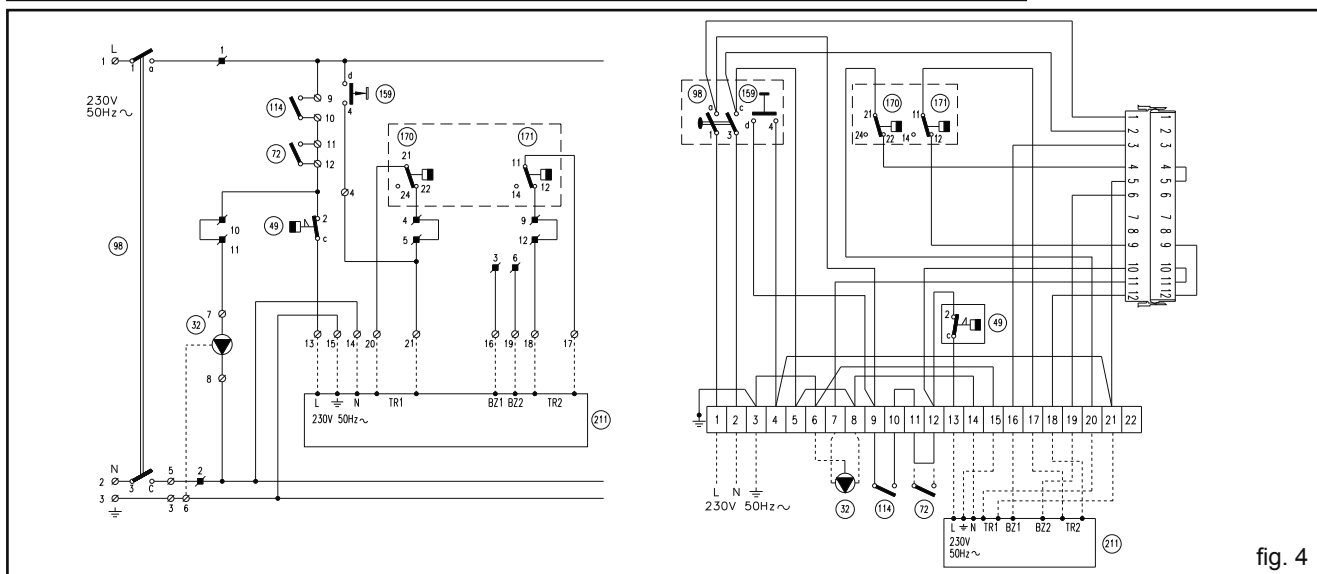 L
1 1 a 1
230V
50Hz~
114 9
10
d
4 159
72 11
12
170 171
21
24 22
11
14 12
4
49 2
c
10
11
98
4
5
9
12
3 6
7
32
8
13 15 14 20 21 16 19 18 17
L N TR1 BZ1 BZ2 TR2
230V 50Hz~
211
N
2 3 C 5 2
3 3 6
98 159
a c
1 3 d 4
170 171
21 11
24 22 14 12
1 1
2 2
3 3
4 4
5 5
6 6
7 7
8 8
9 9
10 10
11 11
12 12
2
c 49
1 2 3 4 5 6 7 8 9 10 11 12 13 14 15 16 17 18 19 20 21 22
L N
230V 50Hz~
32 114 72
L N TR1 BZ1 BZ2 TR2
230V
50Hz~
211
fig. 4